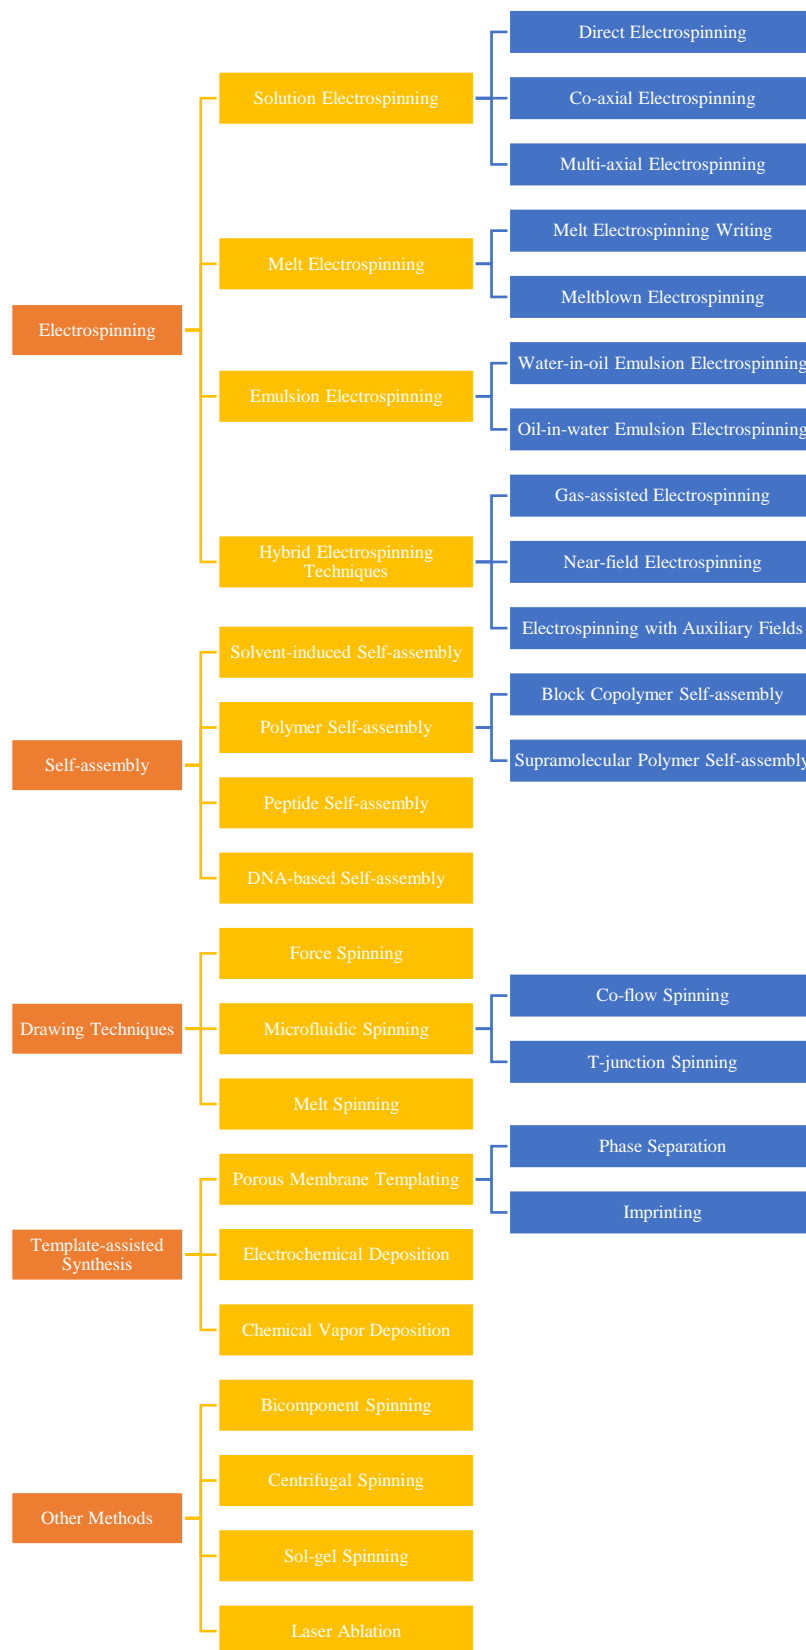 Electrospinning
Solution Electrospinning
Direct Electrospinning
Co-axial Electrospinning
Multi-axial Electrospinning
Melt Electrospinning
Melt Electrospinning Writing
Meltblown Electrospinning
Emulsion Electrospinning
Water-in-oil Emulsion Electrospinning
Oil-in-water Emulsion Electrospinning
Hybrid Electrospinning
Techniques
Gas-assisted Electrospinning
Near-field Electrospinning
Electrospinning with Auxiliary Fields
Self-assembly
Solvent-induced Self-assembly
Polymer Self-assembly
Block Copolymer Self-assembly
Supramolecular Polymer Self-assembly
Peptide Self-assembly
DNA-based Self-assembly
Drawing Techniques
Force Spinning
Microfluidic Spinning
Co-flow Spinning
T-junction Spinning
Melt Spinning
Template-assisted
Synthesis
Porous Membrane Templating
Phase Separation
Imprinting
Electrochemical Deposition
Chemical Vapor Deposition
Other Methods
Bicomponent Spinning
Centrifugal Spinning
Sol-gel Spinning
Laser Ablation